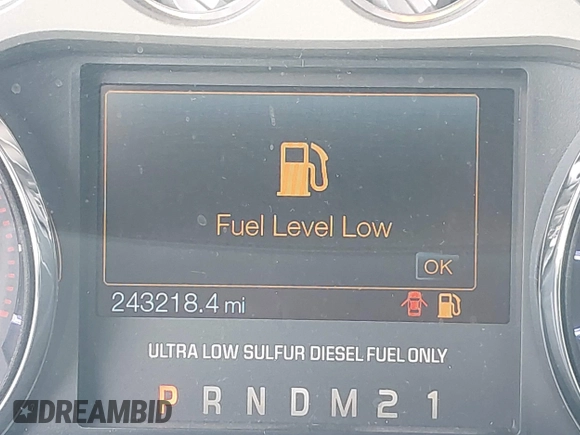 Fuel Level Low
OK
243218.4 mi
ULTRA LOW SULFUR DIESEL FUEL ONLY
P R N D M 2 1
DREAMBID